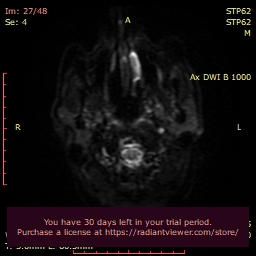 Im: 27/48
Se: 4
A
STP62
STP62
M
Ax DWI B 1000
R
L
You have 30 days left in your trial period.
Purchase a license at https://radiantviewer.com/store/